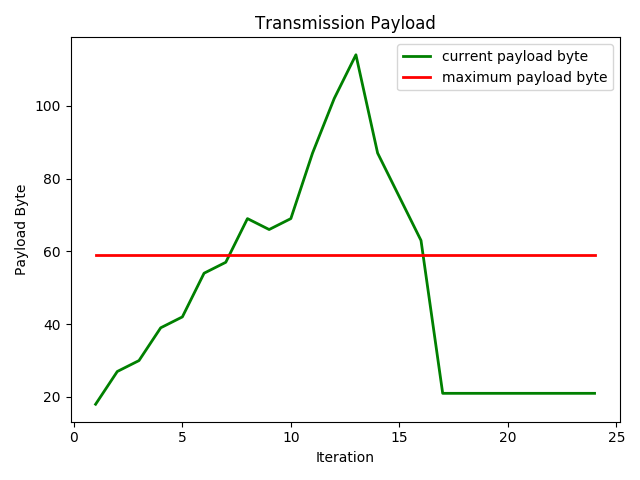 Transmission Payload
current payload byte
maximum payload byte
Payload Byte
100
80
60
40
20
0
5
10
15
20
25
Iteration